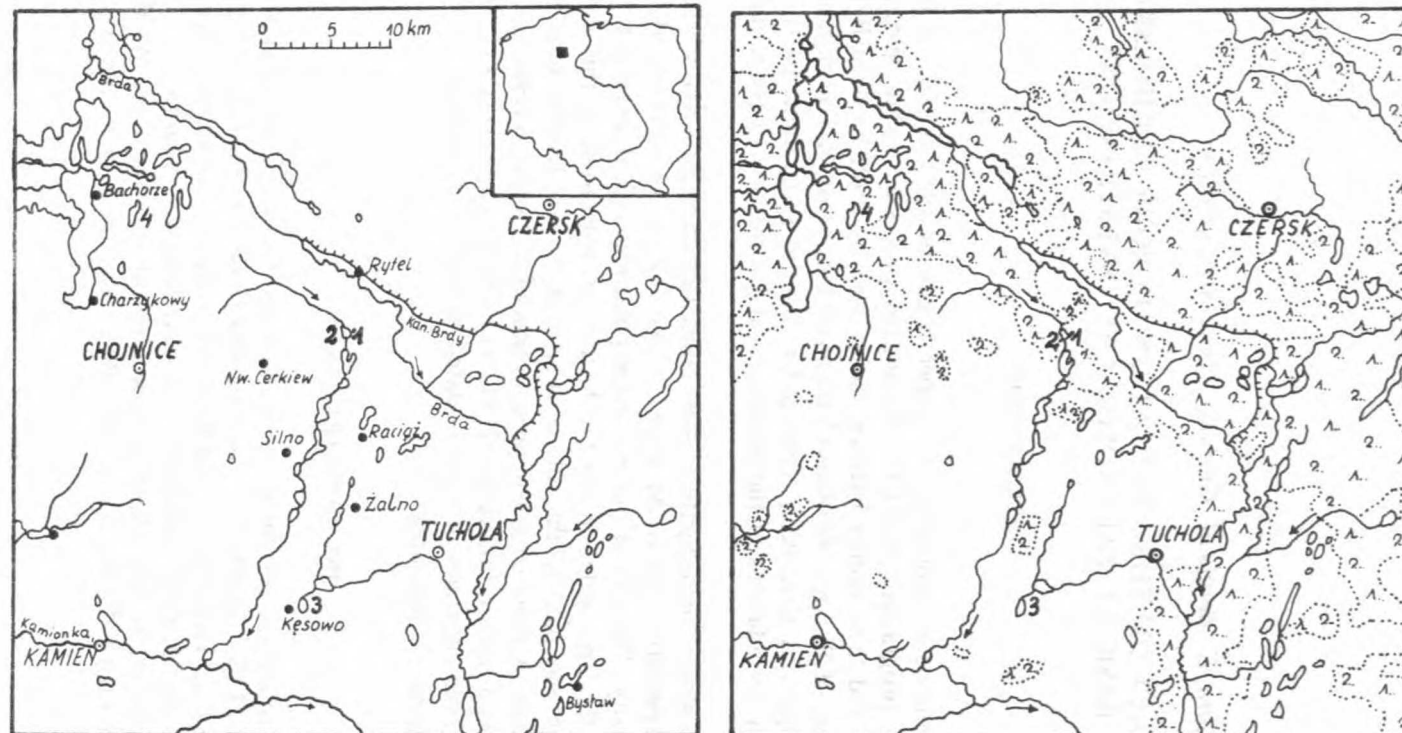 0 5 10 km
Brda
Bachorze
4
CZERSK
Rytel
Charzykowy
Kan. Brdy
2 1
CHOJNICE
Nw. Cerkiew
Brda
Raciąż
Silno
Żalno
TUCHOLA
3
Kęsowo
Kamionka
KAMIEŃ
Bysław
4
CZERSK
2 1
CHOJNICE
TUCHOLA
3
KAMIEŃ